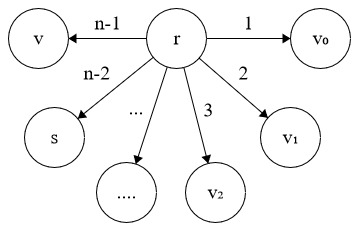 n-1
1
v
r
v₀
n-2
2
...
3
s
v₁
....
v₂